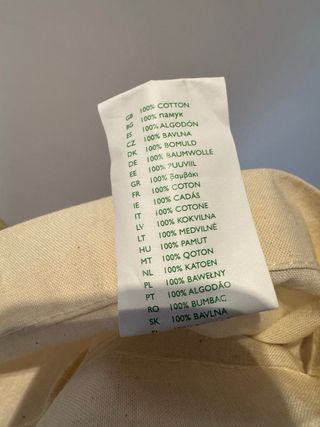 GB 100% COTTON
BG 100% памук
ES 100% ALGODÓN
CZ 100% BAVLNA
DK 100% BOMULD
DE 100% BAUMWOLLE
EE 100% PUUVIIL
GR 100% βαμβάκι
FR 100% COTON
IE 100% CADÁS
IT 100% COTONE
LV 100% KOKVILNA
LT 100% MEDVILNĖ
HU 100% PAMUT
MT 100% QOTON
NL 100% KATOEN
PL 100% BAWEŁNY
PT 100% ALGODÃO
RO 100% BUMBAC
SK 100% BAVLNA